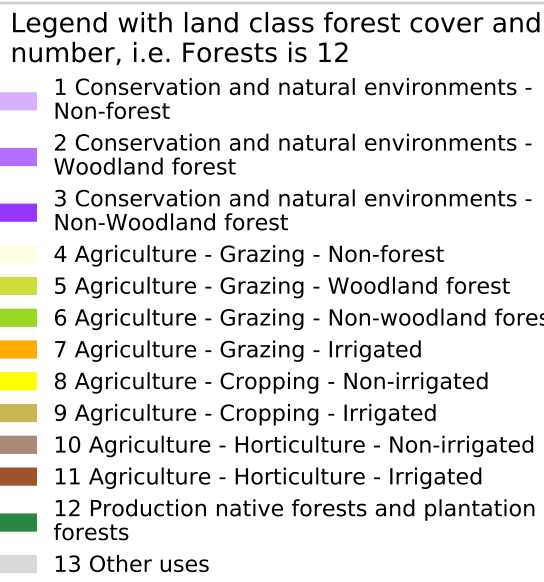 Legend with land class forest cover and
number, i.e. Forests is 12
1 Conservation and natural environments -
Non-forest
2 Conservation and natural environments -
Woodland forest
3 Conservation and natural environments -
Non-Woodland forest
4 Agriculture - Grazing - Non-forest
5 Agriculture - Grazing - Woodland forest
6 Agriculture - Grazing - Non-woodland fores
7 Agriculture - Grazing - Irrigated
8 Agriculture - Cropping - Non-irrigated
9 Agriculture - Cropping - Irrigated
10 Agriculture - Horticulture - Non-irrigated
11 Agriculture - Horticulture - Irrigated
12 Production native forests and plantation
forests
13 Other uses